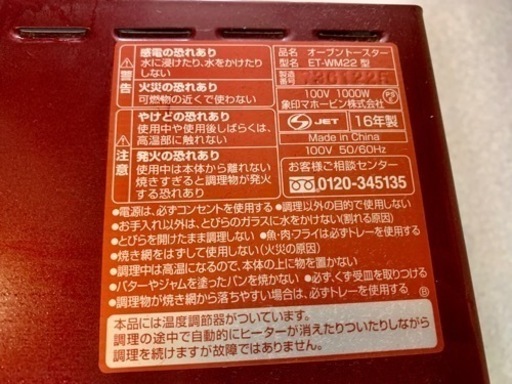 警告
感電の恐れあり
水に浸けたり、水をかけたり
しない
火災の恐れあり
可燃物の近くで使わない
注意
やけどの恐れあり
使用中や使用後しばらくは、
高温部に触れない
発火の恐れあり
使用中は本体から離れない
焼きすぎると調理物が発火
する恐れあり
品名 オーブントースター
型名 ET-WM22 型
製造番号
100V 1000W
象印マホービン株式会社
PSE
JET 16年製
Made in China
100V 50/60Hz
お客様ご相談センター
0120-345135
●電源は、必ずコンセントを使用する ●調理以外の目的で使用しない
●お手入れ以外は、とびらのガラスに水をかけない(割れる原因)
●とびらを開けたまま調理しない ●魚・肉・フライは必ずトレーを使用する
●焼き網をはずして使用しない(火災の原因)
●調理中は高温になるので、本体の上に物を置かない
●バターやジャムを塗ったパンを焼かない ●必ず、くず受皿を取りつける
●調理物が焼き網から落ちやすい場合は、必ずトレーを使用する Ⓑ
本品には温度調節器がついています。
調理の途中で自動的にヒーターが消えたりついたりしながら
調理を続けますが故障ではありません。